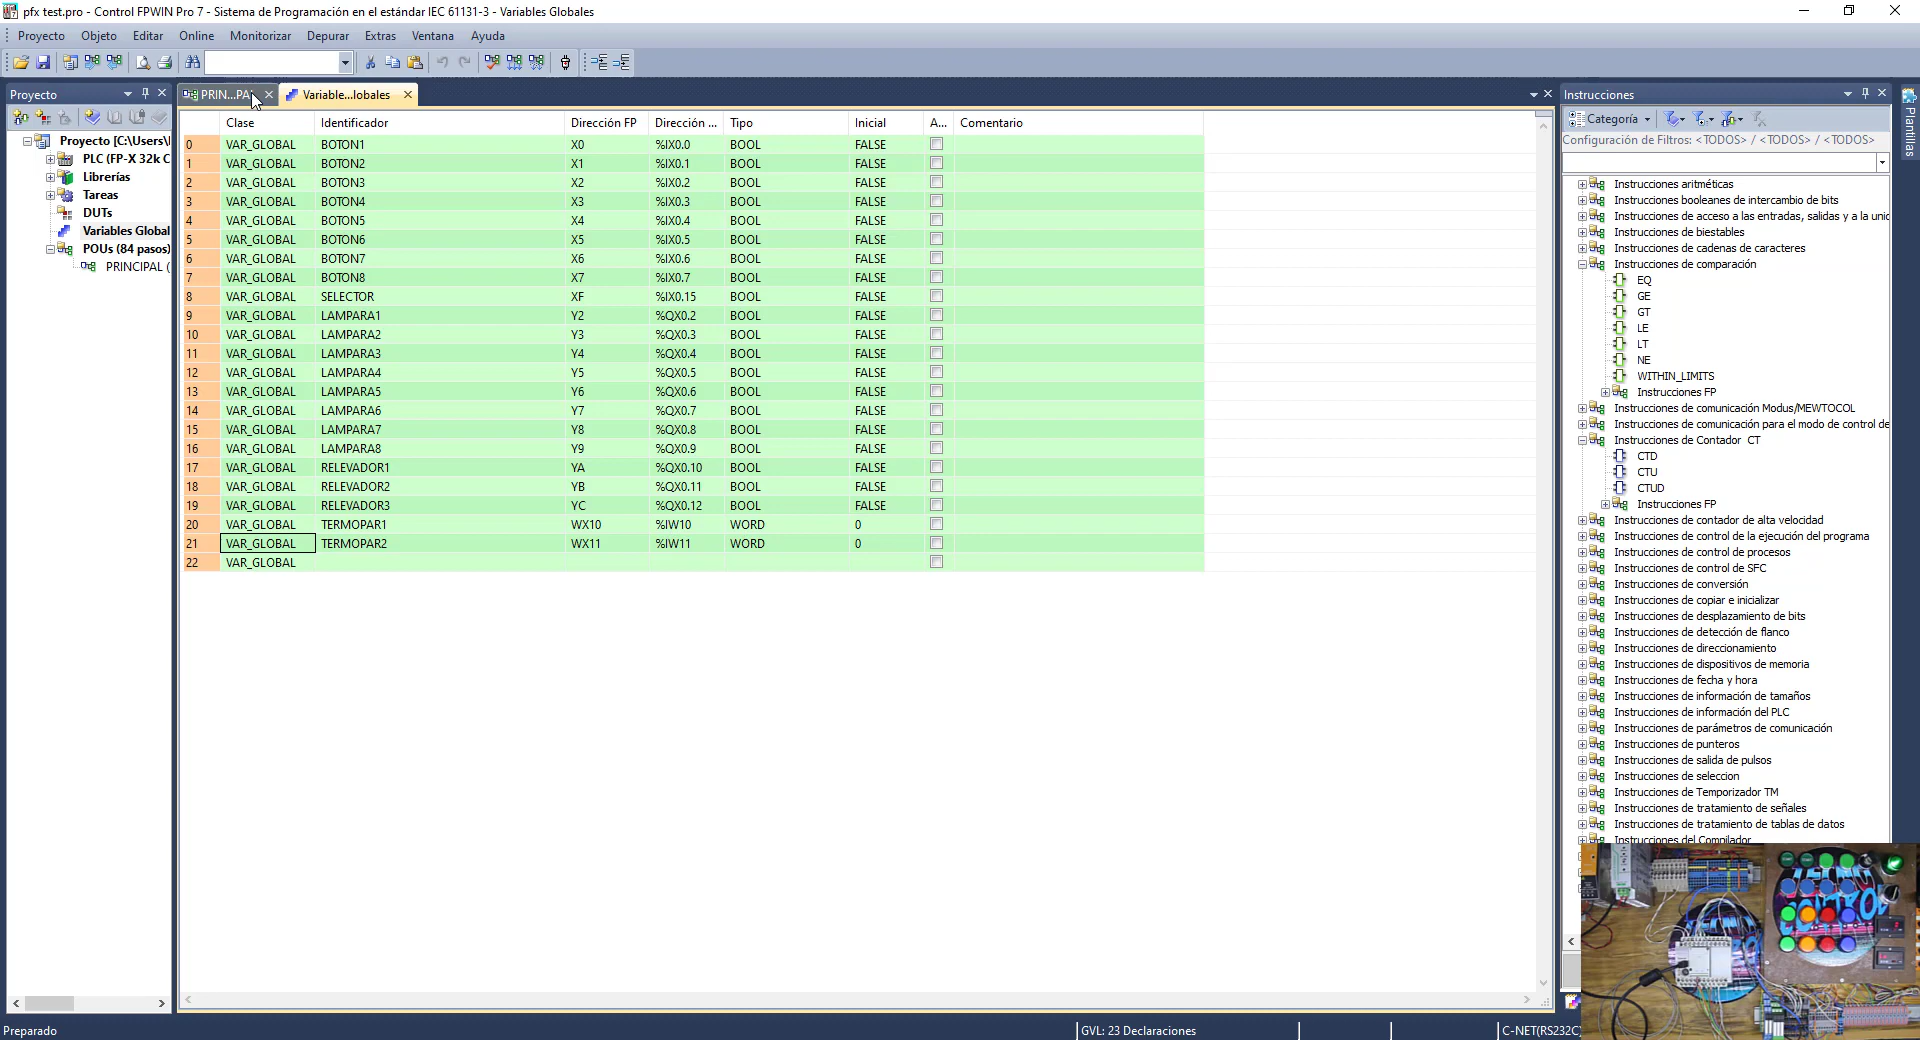 pfx test.pro - Control FPWIN Pro 7 - Sistema de Programación en el estándar IEC 61131-3 - Variables Globales
Proyecto Objeto Editar Online Monitorizar Depurar Extras Ventana Ayuda
Proyecto
Proyecto [C:\Users\
PLC (FP-X 32k C
Librerías
Tareas
DUTs
Variables Global
POUs (84 pasos)
PRINCIPAL (
PRIN...PA
Variable...lobales
Clase Identificador Dirección FP Dirección ... Tipo Inicial A... Comentario
0 VAR_GLOBAL BOTON1 X0 %IX0.0 BOOL FALSE
1 VAR_GLOBAL BOTON2 X1 %IX0.1 BOOL FALSE
2 VAR_GLOBAL BOTON3 X2 %IX0.2 BOOL FALSE
3 VAR_GLOBAL BOTON4 X3 %IX0.3 BOOL FALSE
4 VAR_GLOBAL BOTON5 X4 %IX0.4 BOOL FALSE
5 VAR_GLOBAL BOTON6 X5 %IX0.5 BOOL FALSE
6 VAR_GLOBAL BOTON7 X6 %IX0.6 BOOL FALSE
7 VAR_GLOBAL BOTON8 X7 %IX0.7 BOOL FALSE
8 VAR_GLOBAL SELECTOR XF %IX0.15 BOOL FALSE
9 VAR_GLOBAL LAMPARA1 Y2 %QX0.2 BOOL FALSE
10 VAR_GLOBAL LAMPARA2 Y3 %QX0.3 BOOL FALSE
11 VAR_GLOBAL LAMPARA3 Y4 %QX0.4 BOOL FALSE
12 VAR_GLOBAL LAMPARA4 Y5 %QX0.5 BOOL FALSE
13 VAR_GLOBAL LAMPARA5 Y6 %QX0.6 BOOL FALSE
14 VAR_GLOBAL LAMPARA6 Y7 %QX0.7 BOOL FALSE
15 VAR_GLOBAL LAMPARA7 Y8 %QX0.8 BOOL FALSE
16 VAR_GLOBAL LAMPARA8 Y9 %QX0.9 BOOL FALSE
17 VAR_GLOBAL RELEVADOR1 YA %QX0.10 BOOL FALSE
18 VAR_GLOBAL RELEVADOR2 YB %QX0.11 BOOL FALSE
19 VAR_GLOBAL RELEVADOR3 YC %QX0.12 BOOL FALSE
20 VAR_GLOBAL TERMOPAR1 WX10 %IW10 WORD 0
21 VAR_GLOBAL TERMOPAR2 WX11 %IW11 WORD 0
22 VAR_GLOBAL
Instrucciones
Categoría
Configuración de Filtros: <TODOS> / <TODOS> / <TODOS>
Instrucciones aritméticas
Instrucciones booleanes de intercambio de bits
Instrucciones de acceso a las entradas, salidas y a la unic
Instrucciones de biestables
Instrucciones de cadenas de caracteres
Instrucciones de comparación
EQ
GE
GT
LE
LT
NE
WITHIN_LIMITS
Instrucciones FP
Instrucciones de comunicación Modus/MEWTOCOL
Instrucciones de comunicación para el modo de control de
Instrucciones de Contador CT
CTD
CTU
CTUD
Instrucciones FP
Instrucciones de contador de alta velocidad
Instrucciones de control de la ejecución del programa
Instrucciones de control de procesos
Instrucciones de control de SFC
Instrucciones de conversión
Instrucciones de copiar e inicializar
Instrucciones de desplazamiento de bits
Instrucciones de detección de flanco
Instrucciones de direccionamiento
Instrucciones de dispositivos de memoria
Instrucciones de fecha y hora
Instrucciones de información de tamaños
Instrucciones de información del PLC
Instrucciones de parámetros de comunicación
Instrucciones de punteros
Instrucciones de salida de pulsos
Instrucciones de seleccion
Instrucciones de Temporizador TM
Instrucciones de tratamiento de señales
Instrucciones de tratamiento de tablas de datos
Instrucciones del Compilador
Plantillas
Preparado
GVL: 23 Declaraciones
C-NET(RS232C)